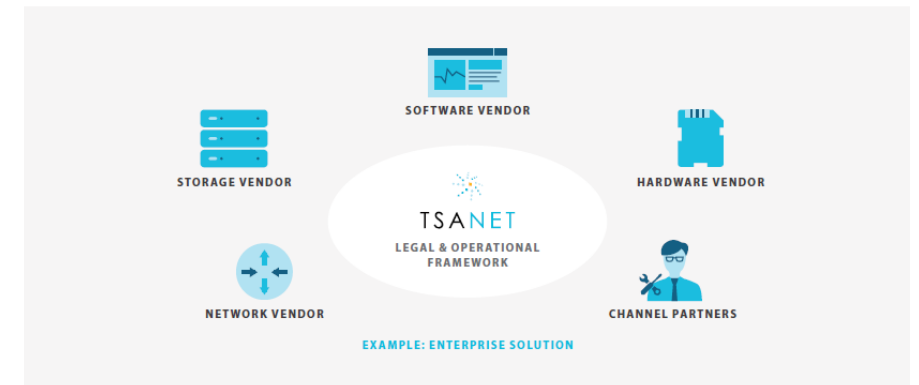 SOFTWARE VENDOR
STORAGE VENDOR
HARDWARE VENDOR
TSANET
LEGAL & OPERATIONAL
FRAMEWORK
NETWORK VENDOR
CHANNEL PARTNERS
EXAMPLE: ENTERPRISE SOLUTION